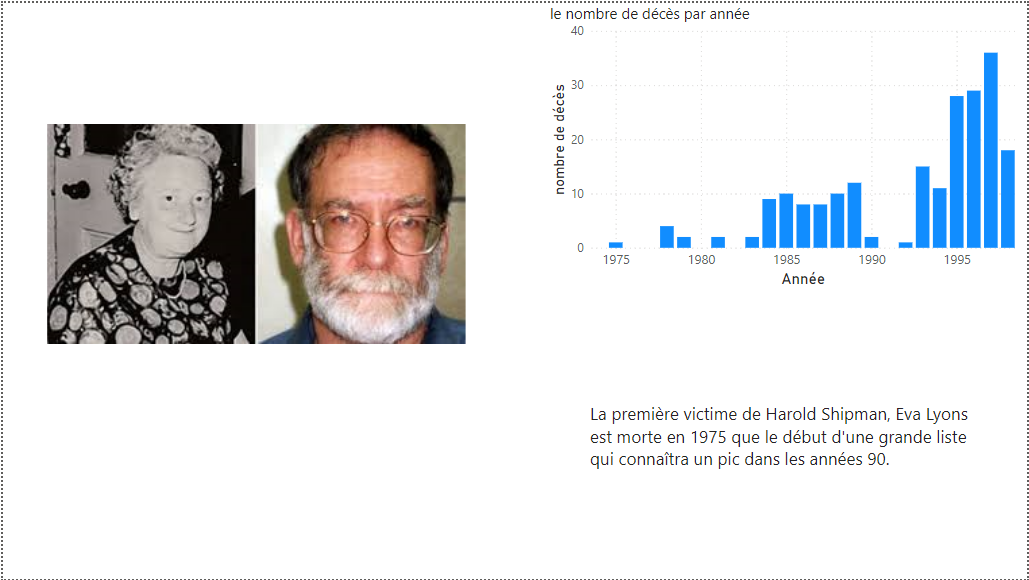 le nombre de décès par année
40
30
20
10
0
nombre de décès
1975 1980 1985 1990 1995
Année
La première victime de Harold Shipman, Eva Lyons
est morte en 1975 que le début d'une grande liste
qui connaîtra un pic dans les années 90.